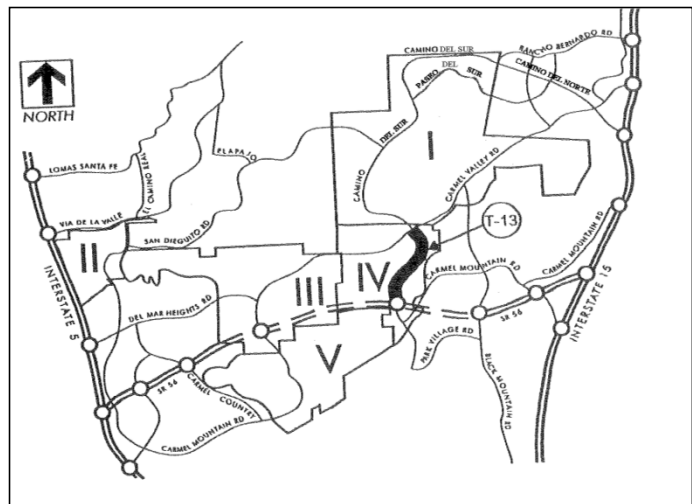 CAMINO DEL SUR
RANCHO BERNARDO RD
CAMINO DEL NORTE
PASEO DEL SUR
NORTH
DEL SUR
I
LOMAS SANTA FE
EL CAMINO REAL
CAMINO
CARMEL VALLEY RD
VIA DE LA VALLE
SAN DIEGUITO RD
T-13
II
CARMEL MOUNTAIN RD
CARMEL MOUNTAIN RD
IV
III
INTERSTATE 5
DEL MAR HEIGHTS RD
SR 56
INTERSTATE 15
PARK VILLAGE RD
V
BLACK MOUNTAIN RD
SR 56
CARMEL COUNTRY
CARMEL MOUNTAIN RD